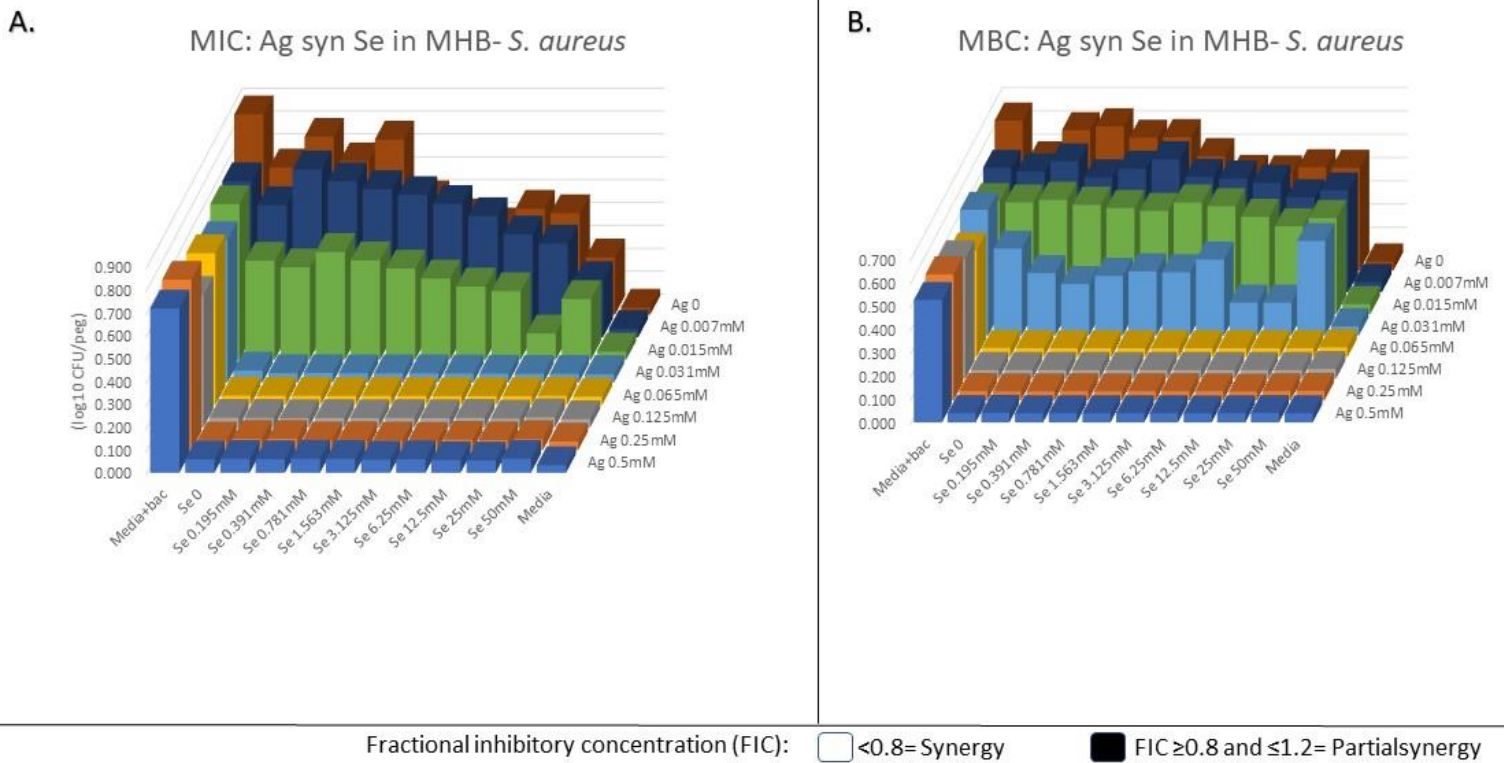 A.
MIC: Ag syn Se in MHB- S. aureus
0.900
0.800
0.700
0.600
0.500
0.400
0.300
0.200
0.100
0.000
(log10 CFU/peg)
Ag 0
Ag 0.007mM
Ag 0.015mM
Ag 0.031mM
Ag 0.065mM
Ag 0.125mM
Ag 0.25mM
Ag 0.5mM
Media+bac
Se 0
Se 0.195mM
Se 0.391mM
Se 0.781mM
Se 1.563mM
Se 3.125mM
Se 6.25mM
Se 12.5mM
Se 25mM
Se 50mM
Media
B.
MBC: Ag syn Se in MHB- S. aureus
0.700
0.600
0.500
0.400
0.300
0.200
0.100
0.000
Ag 0
Ag 0.007mM
Ag 0.015mM
Ag 0.031mM
Ag 0.065mM
Ag 0.125mM
Ag 0.25mM
Ag 0.5mM
Media+bac
Se 0
Se 0.195mM
Se 0.391mM
Se 0.781mM
Se 1.563mM
Se 3.125mM
Se 6.25mM
Se 12.5mM
Se 25mM
Se 50mM
Media
Fractional inhibitory concentration (FIC): <0.8= Synergy FIC ≥0.8 and ≤1.2= Partialsynergy